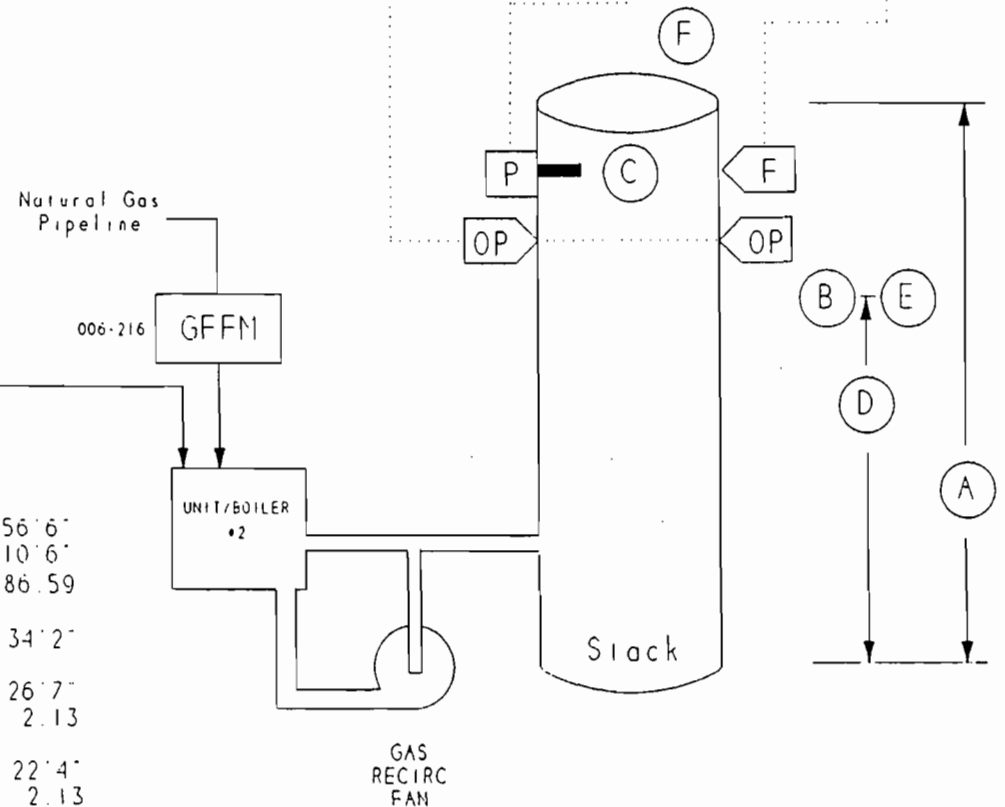 F
P
C
F
Natural Gas
Pipeline
OP
OP
B
E
006-216
GFFM
D
A
UNIT/BOILER
#2
56'6"
10'6"
86.59
34'2"
Stack
26'7"
2.13
22'4"
2.13
GAS
RECIRC
FAN